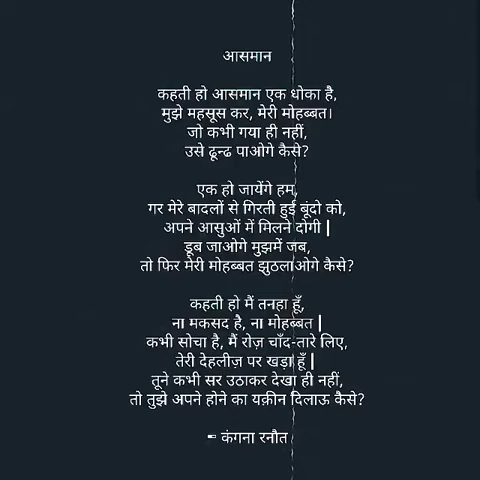 आसमान
कहती हो आसमान एक धोका है,
मुझे महसूस कर, मेरी मोहब्बत।
जो कभी गया ही नहीं,
उसे ढून्ढ पाओगे कैसे?
एक हो जायेंगे हम,
गर मेरे बादलों से गिरती हुई बूंदो को,
अपने आसुओं में मिलने दोगी |
डूब जाओगे मुझमें जब,
तो फिर मेरी मोहब्बत झुठलाओगे कैसे?
कहती हो मैं तनहा हूँ,
ना मकसद है, ना मोहब्बत |
कभी सोचा है, मैं रोज़ चाँद-तारे लिए,
तेरी देहलीज़ पर खड़ा हूँ |
तूने कभी सर उठाकर देखा ही नहीं,
तो तुझे अपने होने का यक़ीन दिलाऊ कैसे?
- कंगना रनौत